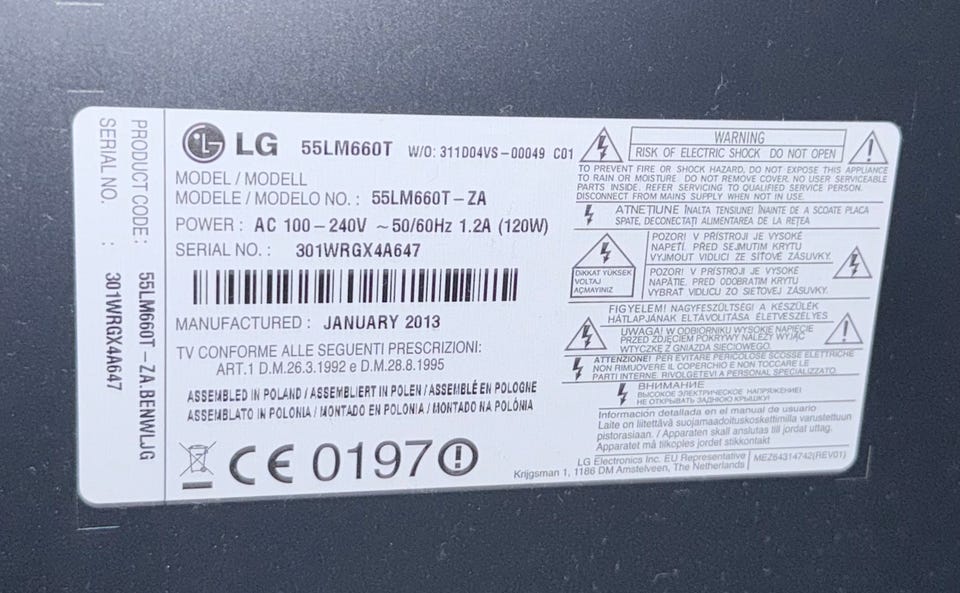 PRODUCT CODE: 55LM660T-ZA.BENWLJG
SERIAL NO. : 301WRGX4A647
LG 55LM660T W/O: 311D04VS-00049 C01
MODEL / MODELL
MODELE / MODELO NO. : 55LM660T-ZA
POWER : AC 100-240V ~50/60Hz 1.2A (120W)
SERIAL NO. : 301WRGX4A647
MANUFACTURED : JANUARY 2013
TV CONFORME ALLE SEGUENTI PRESCRIZIONI:
ART.1 D.M.26.3.1992 e D.M.28.8.1995
ASSEMBLED IN POLAND / ASSEMBLIERT IN POLEN / ASSEMBLÉ EN POLOGNE
ASSEMBLATO IN POLONIA / MONTADO EN POLONIA / MONTADO NA POLÓNIA
CE 0197
WARNING
RISK OF ELECTRIC SHOCK DO NOT OPEN
TO PREVENT FIRE OR SHOCK HAZARD, DO NOT EXPOSE THIS APPLIANCE
TO RAIN OR MOISTURE. DO NOT REMOVE COVER. NO USER SERVICEABLE
PARTS INSIDE. REFER SERVICING TO QUALIFIED SERVICE PERSON.
DISCONNECT FROM MAINS SUPPLY WHEN NOT IN USE.
ATNEŢIUNE ÎNALTA TENSIUNE! ÎNAINTE DE A SCOATE PLACA
SPATE, DECONECTAŢI ALIMENTAREA DE LA REŢEA
DIKKAT YÜKSEK
VOLTAJ
AÇMAYINIZ
POZOR! V PŘÍSTROJI JE VYSOKÉ
NAPĚTÍ. PŘED SEJMUTIM KRYTU
VYJMOUT VIDLICI ZE SÍŤOVÉ ZÁSUVKY.
POZOR! V PRÍSTROJI JE VYSOKÉ
NAPÄTIE. PRED ODOBRATIM KRYTU
VYBRAT VIDLICU ZO SIETOVEJ ZÁSUVKY.
FIGYELEM! NAGYFESZÜLTSÉG! A KÉSZÜLÉK
HÁTLAPJÁNAK ELTÁVOLÍTÁSA ÉLETVESZÉLYES
UWAGA! W ODBIORNIKU WYSOKIE NAPIĘCIE
PRZED ZDJĘCIEM POKRYWY NALEŻY WYJĄĆ
WTYCZKĘ Z GNIAZDA SIECIOWEGO.
ATTENZIONE! PER EVITARE PERICOLOSE SCOSSE ELETTRICHE
NON RIMUOVERE IL COPERCHIO E NON TOCCARE LE
PARTI INTERNE. RIVOLGETEVI A PERSONAL SPECIALIZZATO.
ВНИМАНИЕ
ВЫСОКОЕ ЭЛЕКТРИЧЕСКОЕ НАПРЯЖЕНИЕ!
НЕ ОТКРЫВАТЬ ЗАДНЮЮ КРЫШКУ!
Información detallada en el manual de usuario
Laite on liitettävä suojamaadoituskoskettimilla varustettuun
pistorasiaan. / Apparaten skall anslutas till jordat uttag.
Apparatet må tilkoples jordet stikkontakt
LG Electronics Inc. EU Representative
Krijgsman 1, 1186 DM Amstelveen, The Netherlands
MEZ64314742(REV01)